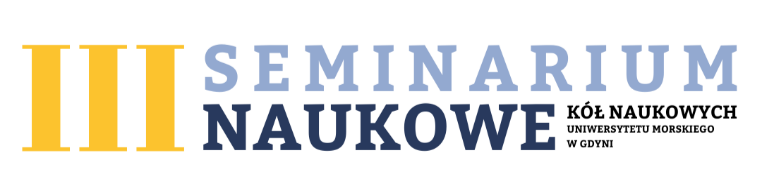 III SEMINARIUM
NAUKOWE
KÓŁ NAUKOWYCH
UNIWERSYTETU MORSKIEGO
W GDYNI